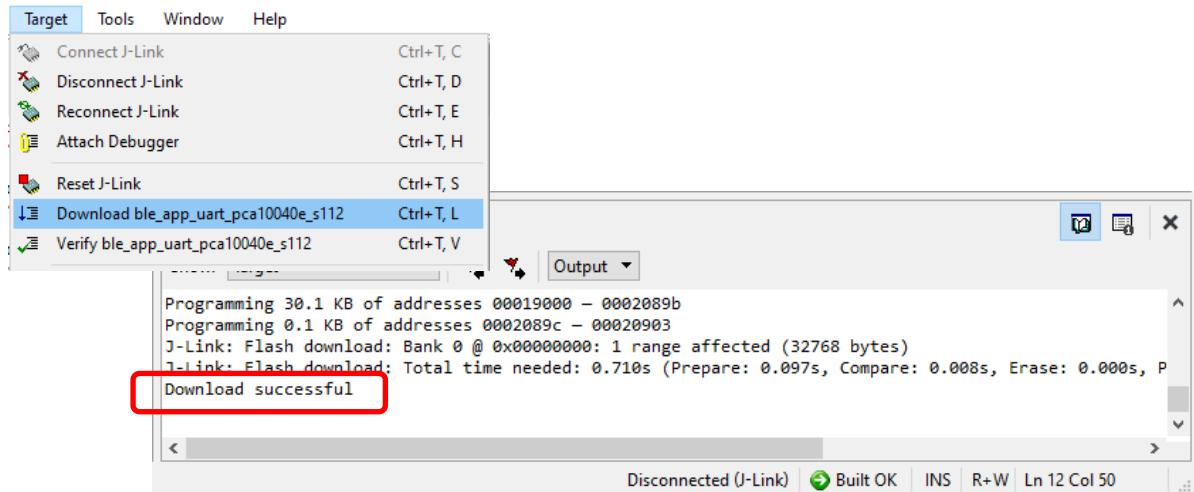 Target Tools Window Help
Connect J-Link Ctrl+T, C
Disconnect J-Link Ctrl+T, D
Reconnect J-Link Ctrl+T, E
Attach Debugger Ctrl+T, H
Reset J-Link Ctrl+T, S
Download ble_app_uart_pca10040e_s112 Ctrl+T, L
Verify ble_app_uart_pca10040e_s112 Ctrl+T, V
Output
Programming 30.1 KB of addresses 00019000 — 0002089b
Programming 0.1 KB of addresses 0002089c — 00020903
J-Link: Flash download: Bank 0 @ 0x00000000: 1 range affected (32768 bytes)
J-Link: Flash download: Total time needed: 0.710s (Prepare: 0.097s, Compare: 0.008s, Erase: 0.000s, P
Download successful
Disconnected (J-Link) Built OK INS R+W Ln 12 Col 50